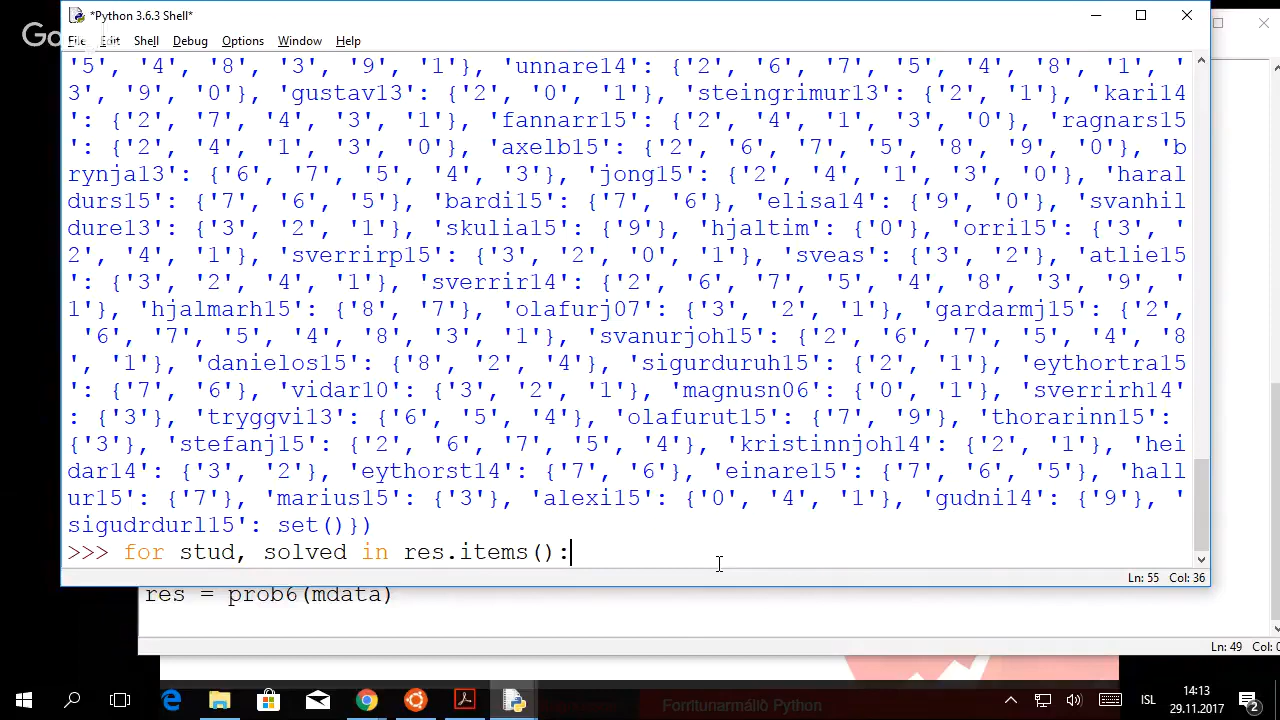 *Python 3.6.3 Shell*
File Edit Shell Debug Options Window Help
'5', '4', '8', '3', '9', '1'}, 'unnare14': {'2', '6', '7', '5', '4', '8', '1', '
3', '9', '0'}, 'gustav13': {'2', '0', '1'}, 'steingrimur13': {'2', '1'}, 'kari14
': {'2', '7', '4', '3', '1'}, 'fannarr15': {'2', '4', '1', '3', '0'}, 'ragnars15
': {'2', '4', '1', '3', '0'}, 'axelb15': {'2', '6', '7', '5', '8', '9', '0'}, 'b
rynja13': {'6', '7', '5', '4', '3'}, 'jong15': {'2', '4', '1', '3', '0'}, 'haral
durs15': {'7', '6', '5'}, 'bardi15': {'7', '6'}, 'elisa14': {'9', '0'}, 'svanhil
dure13': {'3', '2', '1'}, 'skulia15': {'9'}, 'hjaltim': {'0'}, 'orri15': {'3', '
2', '4', '1'}, 'sverrirp15': {'3', '2', '0', '1'}, 'sveas': {'3', '2'}, 'atlie15
': {'3', '2', '4', '1'}, 'sverrir14': {'2', '6', '7', '5', '4', '8', '3', '9', '
1'}, 'hjalmarh15': {'8', '7'}, 'olafurj07': {'3', '2', '1'}, 'gardarmj15': {'2',
 '6', '7', '5', '4', '8', '3', '1'}, 'svanurjoh15': {'2', '6', '7', '5', '4', '8'
, '1'}, 'danielos15': {'8', '2', '4'}, 'sigurduruh15': {'2', '1'}, 'eythortra15
': {'7', '6'}, 'vidar10': {'3', '2', '1'}, 'magnusn06': {'0', '1'}, 'sverrirh14'
: {'3'}, 'tryggvi13': {'6', '5', '4'}, 'olafurut15': {'7', '9'}, 'thorarinn15':
{'3'}, 'stefanj15': {'2', '6', '7', '5', '4'}, 'kristinnjoh14': {'2', '1'}, 'hei
dar14': {'3', '2'}, 'eythorst14': {'7', '6'}, 'einare15': {'7', '6', '5'}, 'hall
ur15': {'7'}, 'marius15': {'3'}, 'alexi15': {'0', '4', '1'}, 'gudni14': {'9'}, '
sigudrdurl15': set()})
>>> for stud, solved in res.items():
Ln: 55 Col: 36
res = prob6(mdata)
Ln: 49 Col: 0
Forritunarmálið Python
ISL
14:13
29.11.2017
2